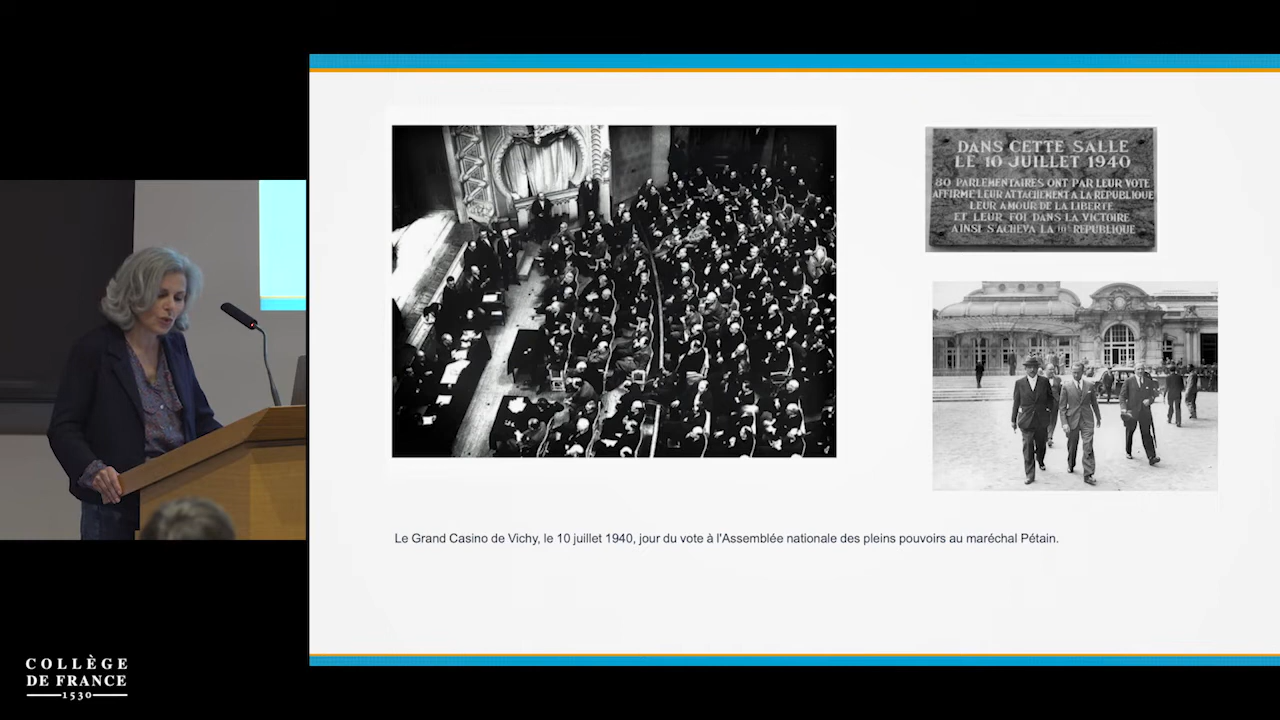 DANS CETTE SALLE
LE 10 JUILLET 1940
80 PARLEMENTAIRES ONT PAR LEUR VOTE
AFFIRMÉ LEUR ATTACHEMENT A LA RÉPUBLIQUE
LEUR AMOUR DE LA LIBERTÉ
ET LEUR FOI DANS LA VICTOIRE
AINSI S'ACHEVA LA IIIe REPUBLIQUE
Le Grand Casino de Vichy, le 10 juillet 1940, jour du vote à l'Assemblée nationale des pleins pouvoirs au maréchal Pétain.
COLLÈGE
DE FRANCE
1530